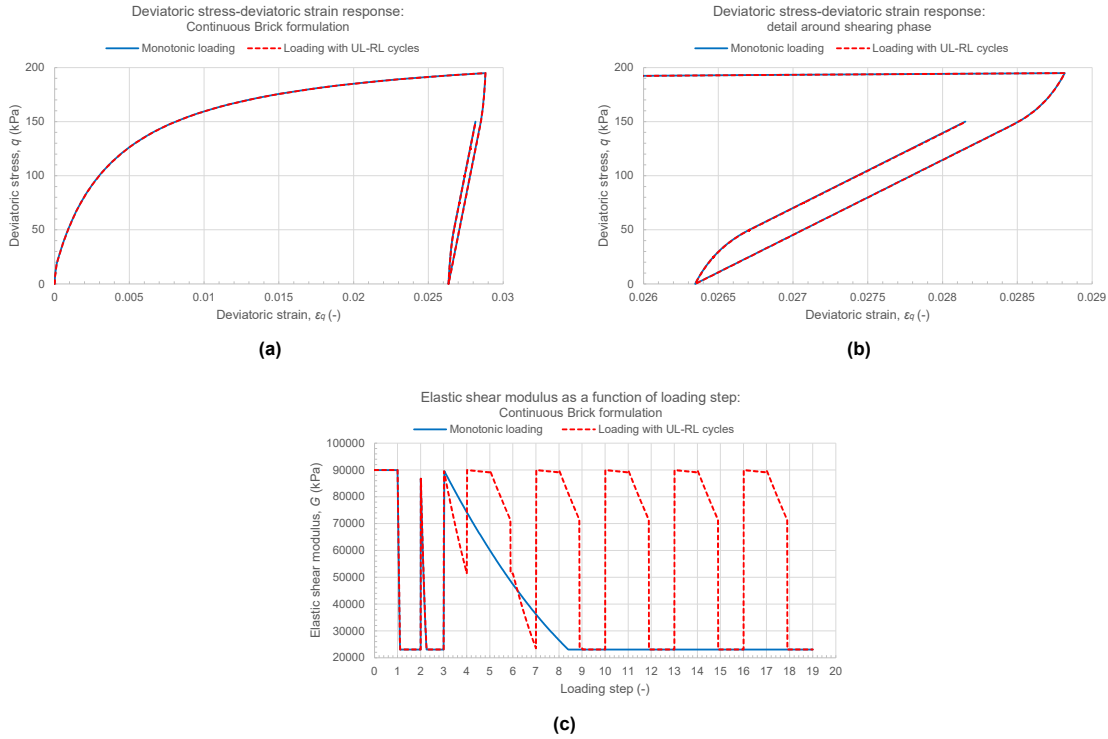 Deviatoric stress-deviatoric strain response:
Continuous Brick formulation
Monotonic loading
Loading with UL-RL cycles
Deviatoric stress, q (kPa)
200
150
100
50
0
0
0.005
0.01
0.015
0.02
0.025
0.03
Deviatoric strain, εq (-)
(a)
Deviatoric stress-deviatoric strain response:
detail around shearing phase
Monotonic loading
Loading with UL-RL cycles
Deviatoric stress, q (kPa)
200
150
100
50
0
0.026
0.0265
0.027
0.0275
0.028
0.0285
0.029
Deviatoric strain, εq (-)
(b)
Elastic shear modulus as a function of loading step:
Continuous Brick formulation
Monotonic loading
Loading with UL-RL cycles
Elastic shear modulus, G (kPa)
100000
90000
80000
70000
60000
50000
40000
30000
20000
0 1 2 3 4 5 6 7 8 9 10 11 12 13 14 15 16 17 18 19 20
Loading step (-)
(c)